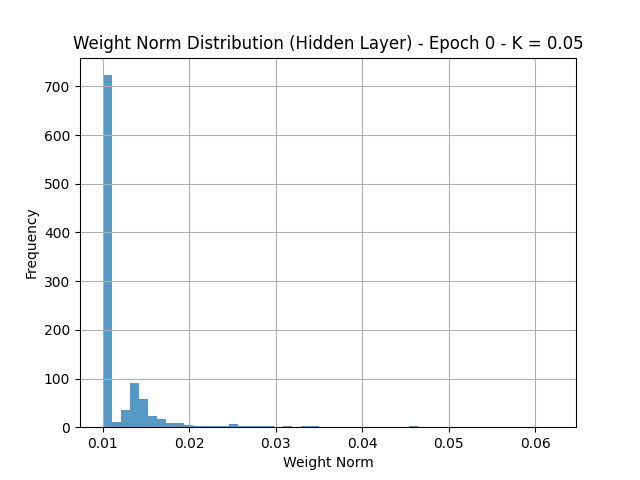 Weight Norm Distribution (Hidden Layer) - Epoch 0 - K = 0.05
700
600
500
400
300
200
100
0
Frequency
0.01 0.02 0.03 0.04 0.05 0.06
Weight Norm